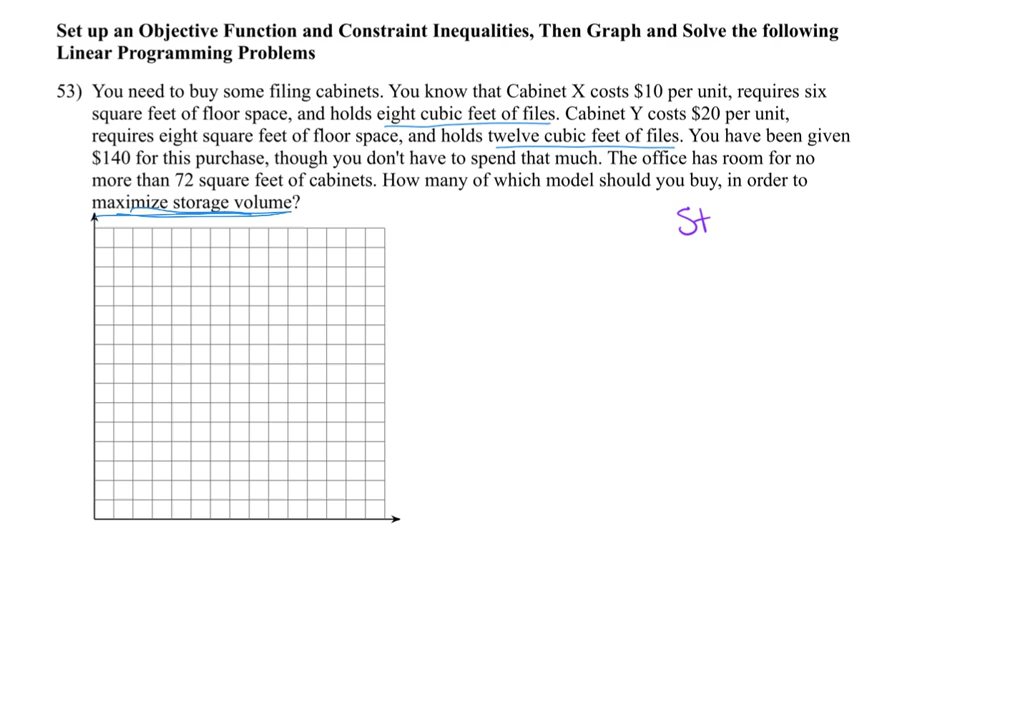 Set up an Objective Function and Constraint Inequalities, Then Graph and Solve the following
Linear Programming Problems
53) You need to buy some filing cabinets. You know that Cabinet X costs $10 per unit, requires six
square feet of floor space, and holds eight cubic feet of files. Cabinet Y costs $20 per unit,
requires eight square feet of floor space, and holds twelve cubic feet of files. You have been given
$140 for this purchase, though you don't have to spend that much. The office has room for no
more than 72 square feet of cabinets. How many of which model should you buy, in order to
maximize storage volume?
St